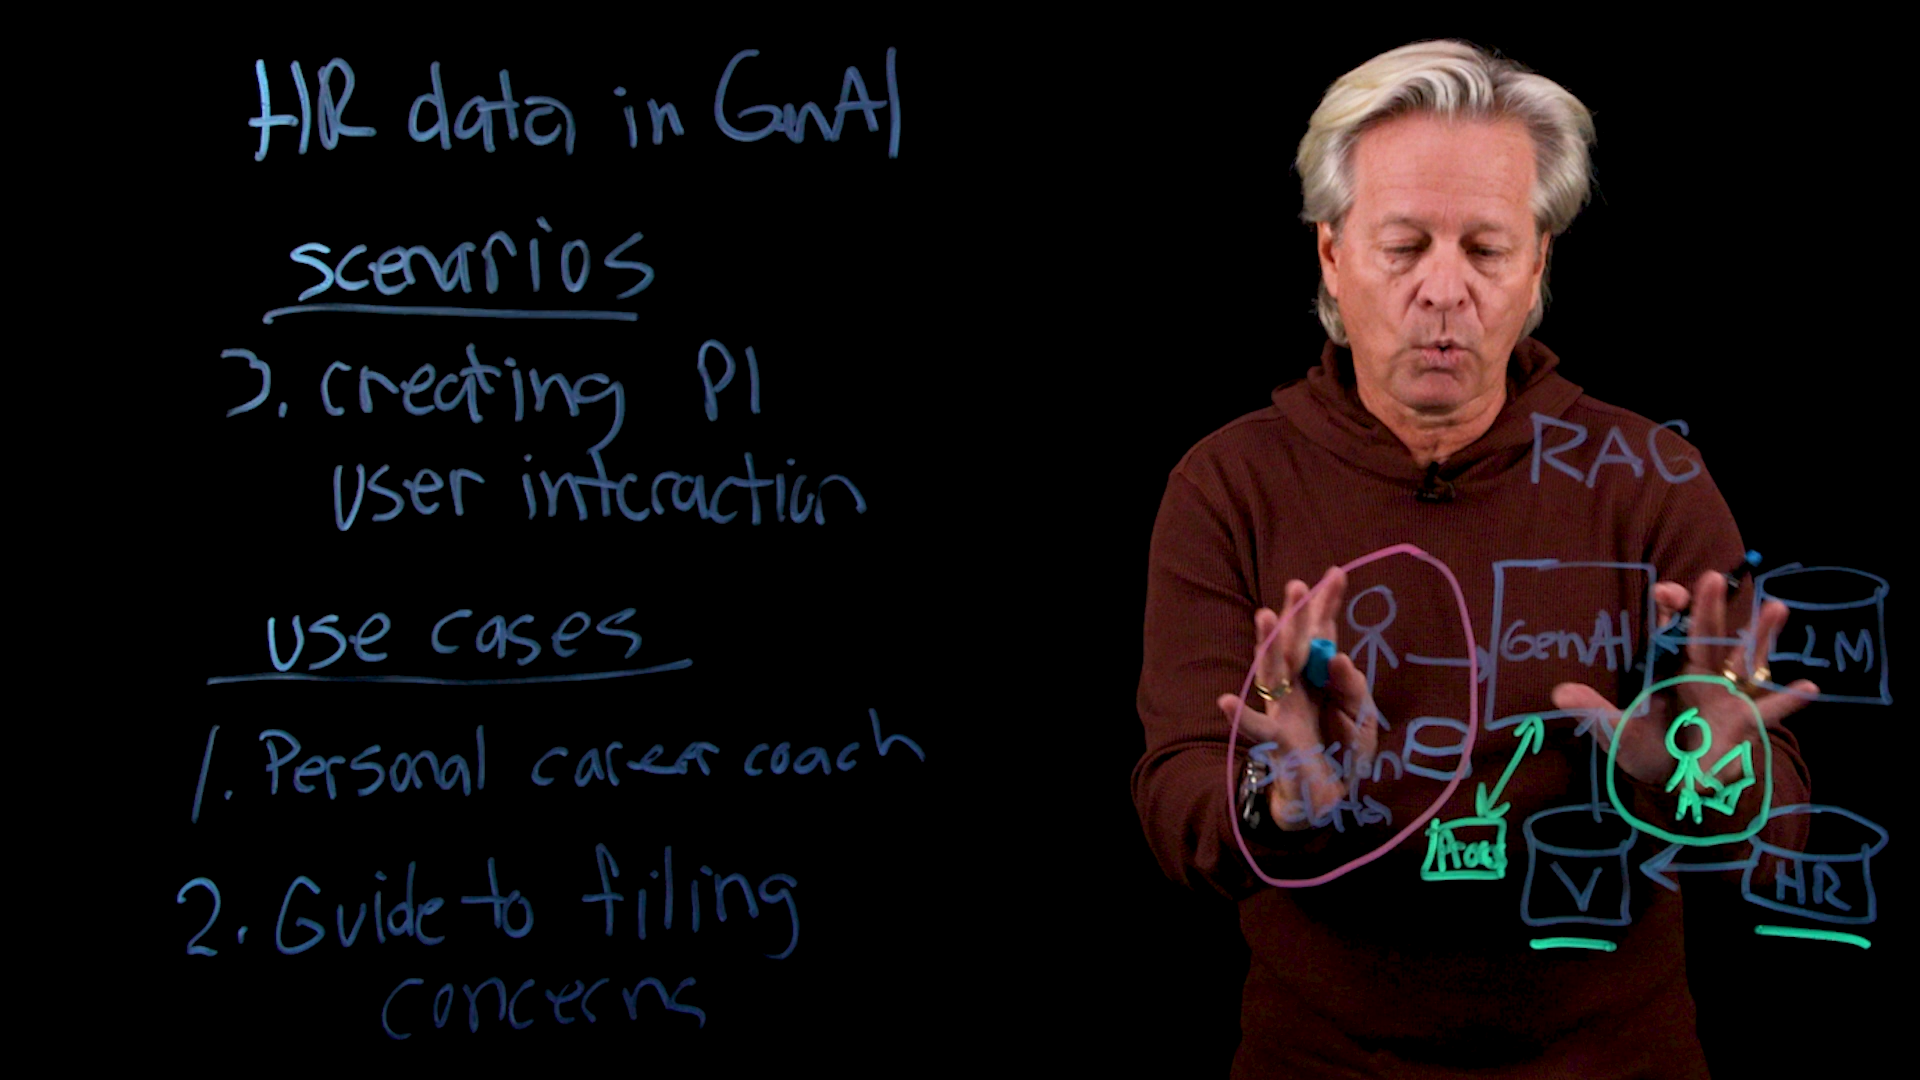 HR data in GenAI
scenarios
3. creating PI
user interaction
use cases
1. Personal career coach
2. Guide to filing
concerns
RAG
GenAI
LLM
session
data
V
HR